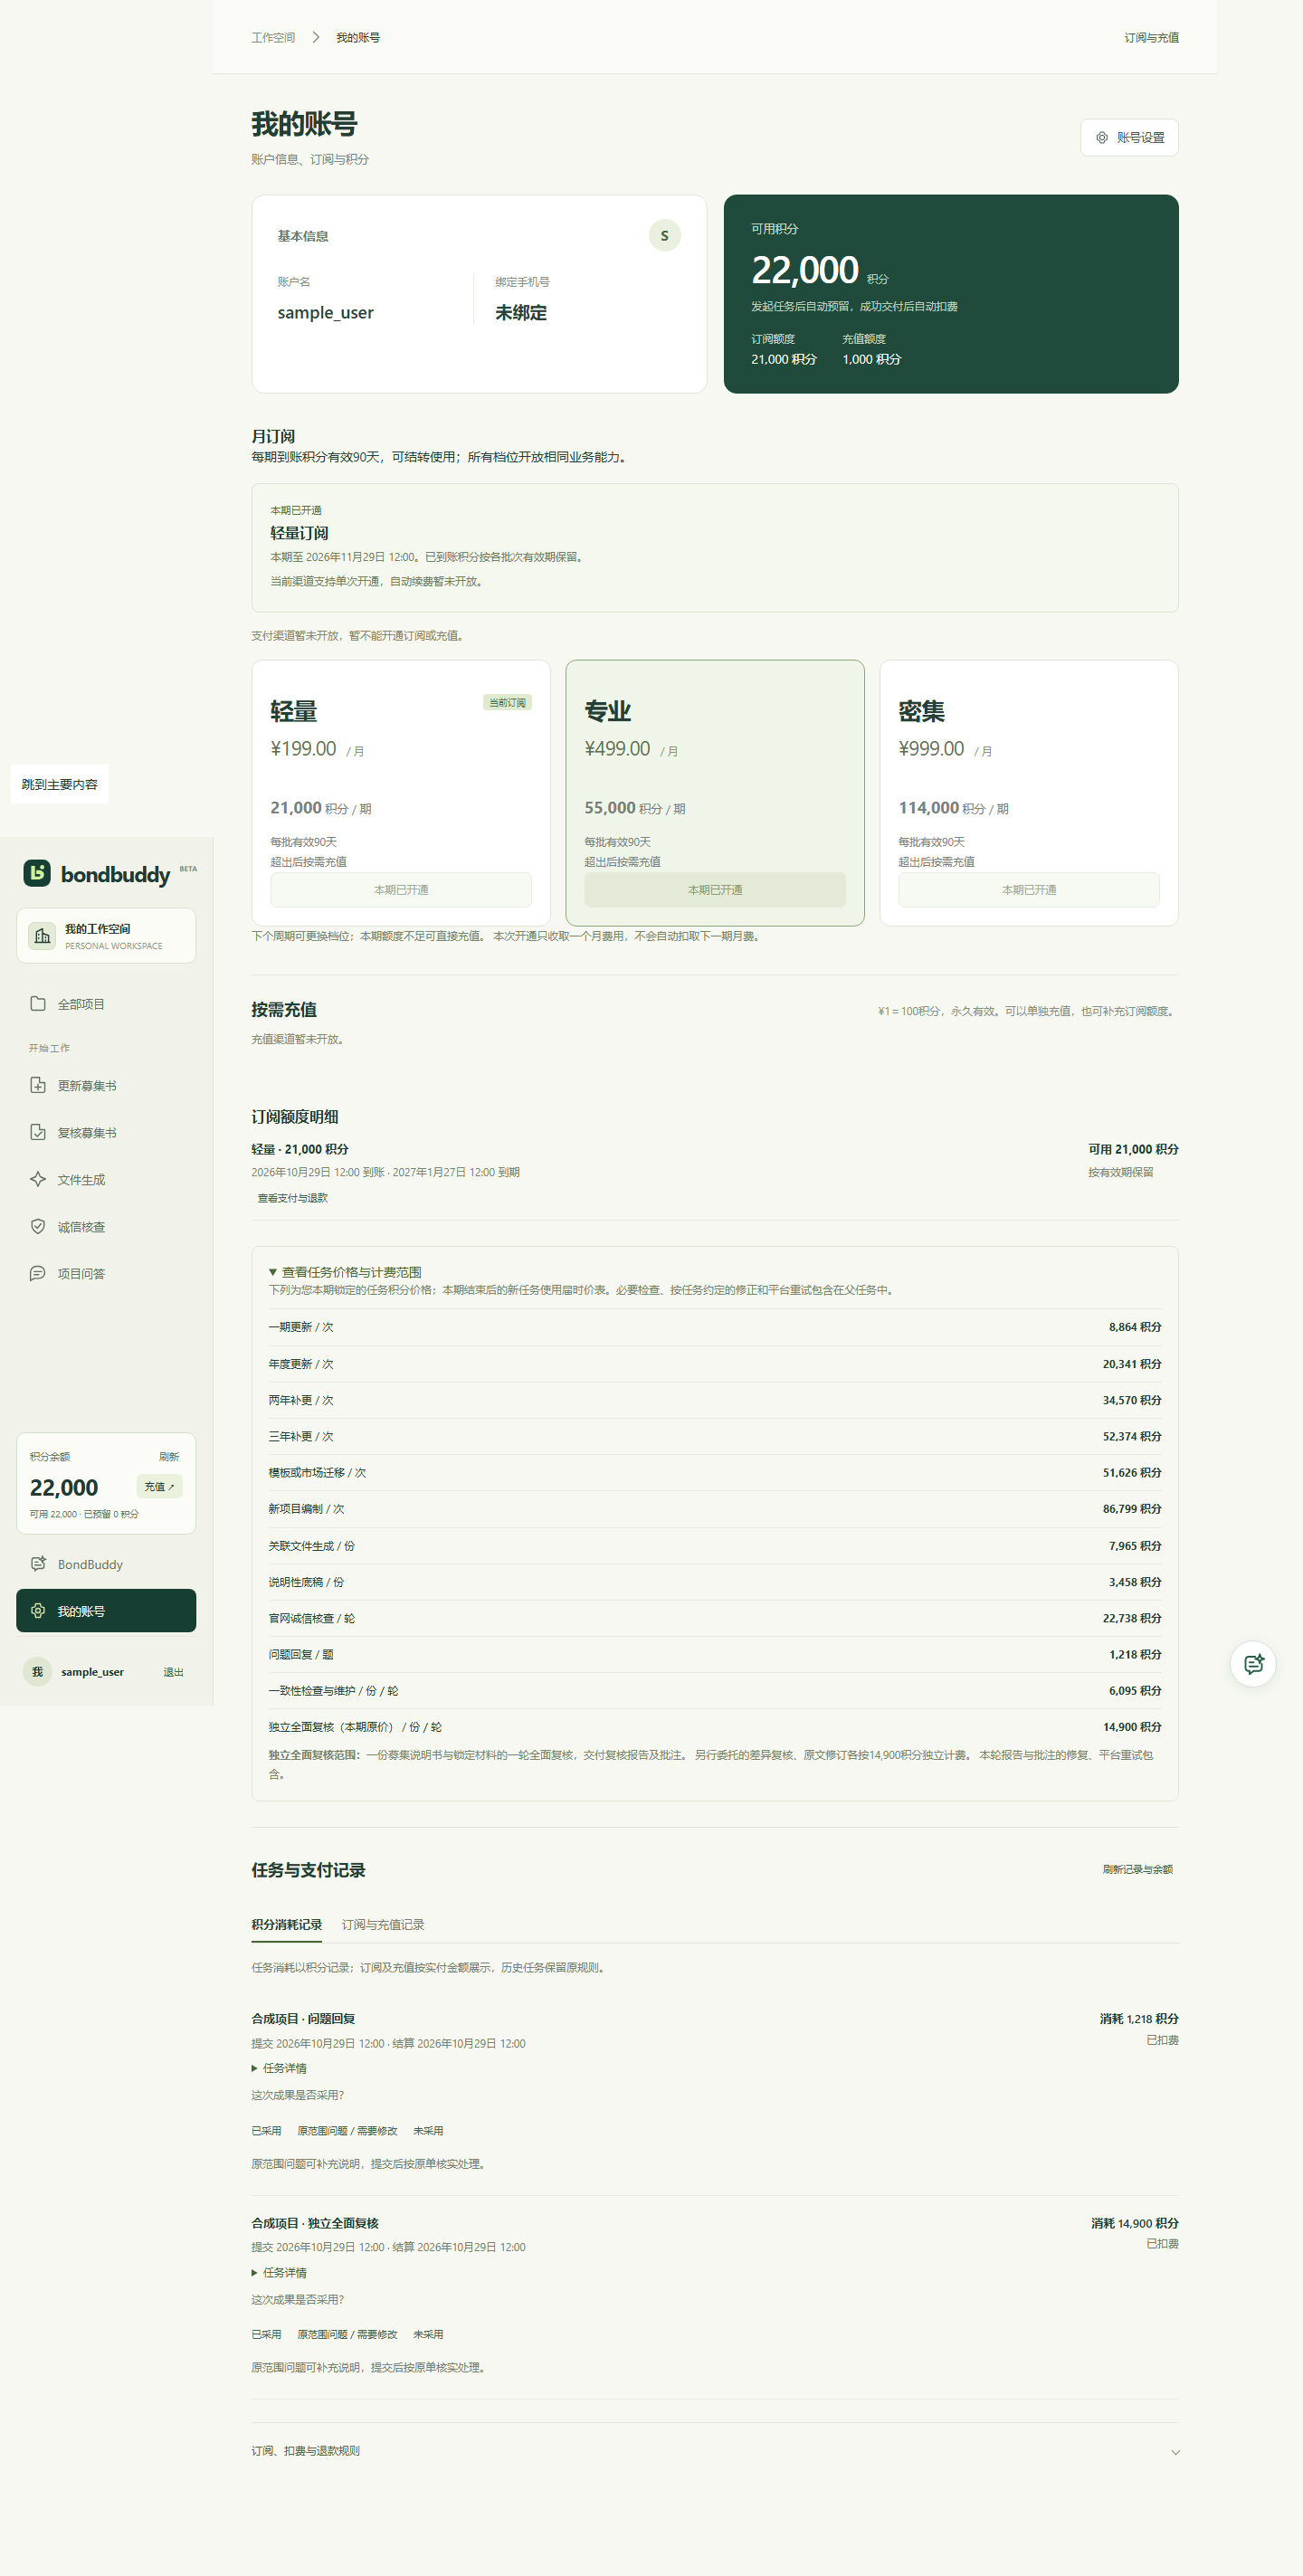 工作空间 > 我的账号
订阅与充值
我的账号
账户信息、订阅与积分
账号设置
基本信息
S
账户名
sample_user
绑定手机号
未绑定
可用积分
22,000 积分
发起任务后自动预留，成功交付后自动扣费
订阅额度
21,000 积分
充值额度
1,000 积分
月订阅
每期到账积分有效90天，可结转使用；所有档位开放相同业务能力。
本期已开通
轻量订阅
本期至 2026年11月29日 12:00。已到账积分按各批次有效期保留。
当前渠道支持单次开通，自动续费暂未开放。
支付渠道暂未开放，暂不能开通订阅或充值。
轻量
当前订阅
¥199.00 / 月
21,000 积分 / 期
每批有效90天
超出后按需充值
本期已开通
专业
¥499.00 / 月
55,000 积分 / 期
每批有效90天
超出后按需充值
本期已开通
密集
¥999.00 / 月
114,000 积分 / 期
每批有效90天
超出后按需充值
本期已开通
下个周期可更换档位；本期额度不足可直接充值。 本次开通只收取一个月费用，不会自动扣取下一期月费。
按需充值
¥1 = 100积分，永久有效。可以单独充值，也可补充订阅额度。
充值渠道暂未开放。
订阅额度明细
轻量 · 21,000 积分
2026年10月29日 12:00 到账 · 2027年1月27日 12:00 到期
查看支付与退款
可用 21,000 积分
按有效期保留
▼ 查看任务价格与计费范围
下列为您本期锁定的任务积分价格；本期结束后的新任务使用届时价表。必要检查、按任务约定的修正和平台重试包含在父任务中。
一期更新 / 次 8,864 积分
年度更新 / 次 20,341 积分
两年补更 / 次 34,570 积分
三年补更 / 次 52,374 积分
模板或市场迁移 / 次 51,626 积分
新项目编制 / 次 86,799 积分
关联文件生成 / 份 7,965 积分
说明性底稿 / 份 3,458 积分
官网诚信核查 / 轮 22,738 积分
问题回复 / 题 1,218 积分
一致性检查与维护 / 份 / 轮 6,095 积分
独立全面复核（本期原价） / 份 / 轮 14,900 积分
独立全面复核范围：一份募集说明书与锁定材料的一轮全面复核，交付复核报告及批注。 另行委托的差异复核、原文修订各按14,900积分独立计费。 本轮报告与批注的修复、平台重试包
含。
任务与支付记录
刷新记录与余额
积分消耗记录 订阅与充值记录
任务消耗以积分记录；订阅及充值按实付金额展示，历史任务保留原规则。
合成项目 · 问题回复
消耗 1,218 积分
提交 2026年10月29日 12:00 · 结算 2026年10月29日 12:00
已扣费
▶ 任务详情
这次成果是否采用？
已采用 原范围问题 / 需要修改 未采用
原范围问题可补充说明，提交后按原单核实处理。
合成项目 · 独立全面复核
消耗 14,900 积分
提交 2026年10月29日 12:00 · 结算 2026年10月29日 12:00
已扣费
▶ 任务详情
这次成果是否采用？
已采用 原范围问题 / 需要修改 未采用
原范围问题可补充说明，提交后按原单核实处理。
订阅、扣费与退款规则
跳到主要内容
bondbuddy BETA
我的工作空间
PERSONAL WORKSPACE
全部项目
开始工作
更新募集书
复核募集书
文件生成
诚信核查
项目问答
积分余额
刷新
22,000
充值 ↗
可用 22,000 · 已预留 0 积分
BondBuddy
我的账号
我 sample_user 退出